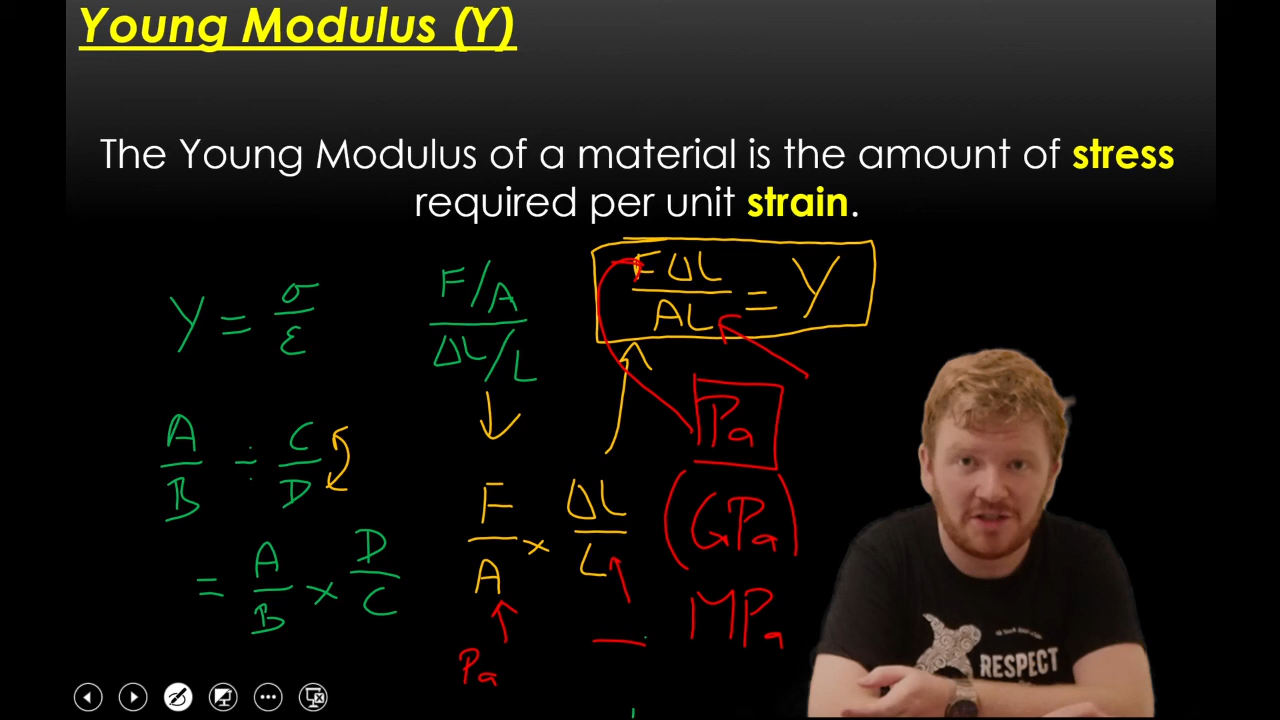 Young Modulus (Y)
The Young Modulus of a material is the amount of stress
required per unit strain.
Y = σ/ε
F/A / ΔL/L
FΔL/AL = Y
A/B ÷ C/D
= A/B × D/C
F/A × ΔL/L
Pa
Pa
(GPa)
MPa
RESPECT